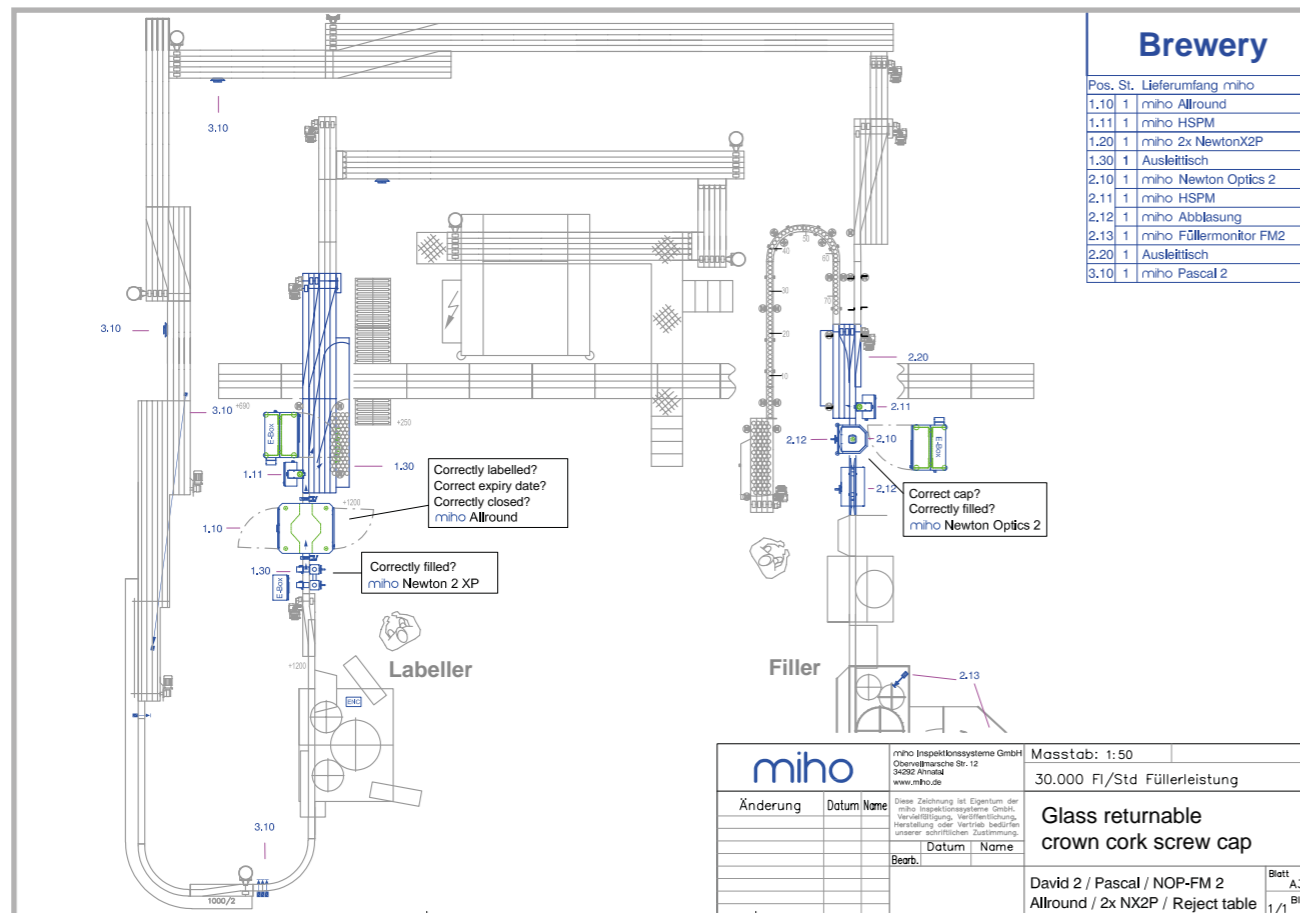 Brewery
Pos. St. Lieferumfang miho
1.10 1 miho Allround
1.11 1 miho HSPM
1.20 1 miho 2x NewtonX2P
1.30 1 Ausleittisch
2.10 1 miho Newton Optics 2
2.11 1 miho HSPM
2.12 1 miho Abblasung
2.13 1 miho Füllermonitor FM2
2.20 1 Ausleittisch
3.10 1 miho Pascal 2
3.10
3.10
3.10
+690
+250
E-Box
1.11
1.30
+1200
1.10
Correctly labelled?
Correct expiry date?
Correctly closed?
miho Allround
1.30
E-Box
Correctly filled?
miho Newton 2 XP
+1200
Labeller
ENC
3.10
1000/2
50
40
60
30
70
20
10
2.20
2.11
2.12
2.10
E-Box
2.12
Correct cap?
Correctly filled?
miho Newton Optics 2
Filler
2.13
miho
miho Inspektionssysteme GmbH
Obervellmarsche Str. 12
34292 Ahnatal
www.miho.de
Masstab: 1:50
30.000 Fl/Std Füllerleistung
Änderung Datum Name
Diese Zeichnung ist Eigentum der
miho Inspektionssysteme GmbH.
Vervielfältigung, Veröffentlichung,
Herstellung oder Vertrieb bedürfen
unserer schriftlichen Zustimmung.
Datum Name
Bearb.
Glass returnable
crown cork screw cap
David 2 / Pascal / NOP-FM 2
Allround / 2x NX2P / Reject table
Blatt
1/1